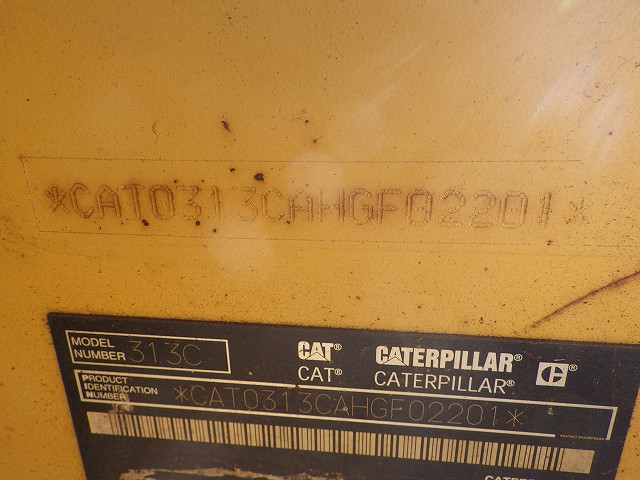 *CAT0313CAHGF02201*
MODEL NUMBER 313C
CAT® CATERPILLAR®
CAT® CATERPILLAR®
PRODUCT IDENTIFICATION NUMBER *CAT0313CAHGF02201*